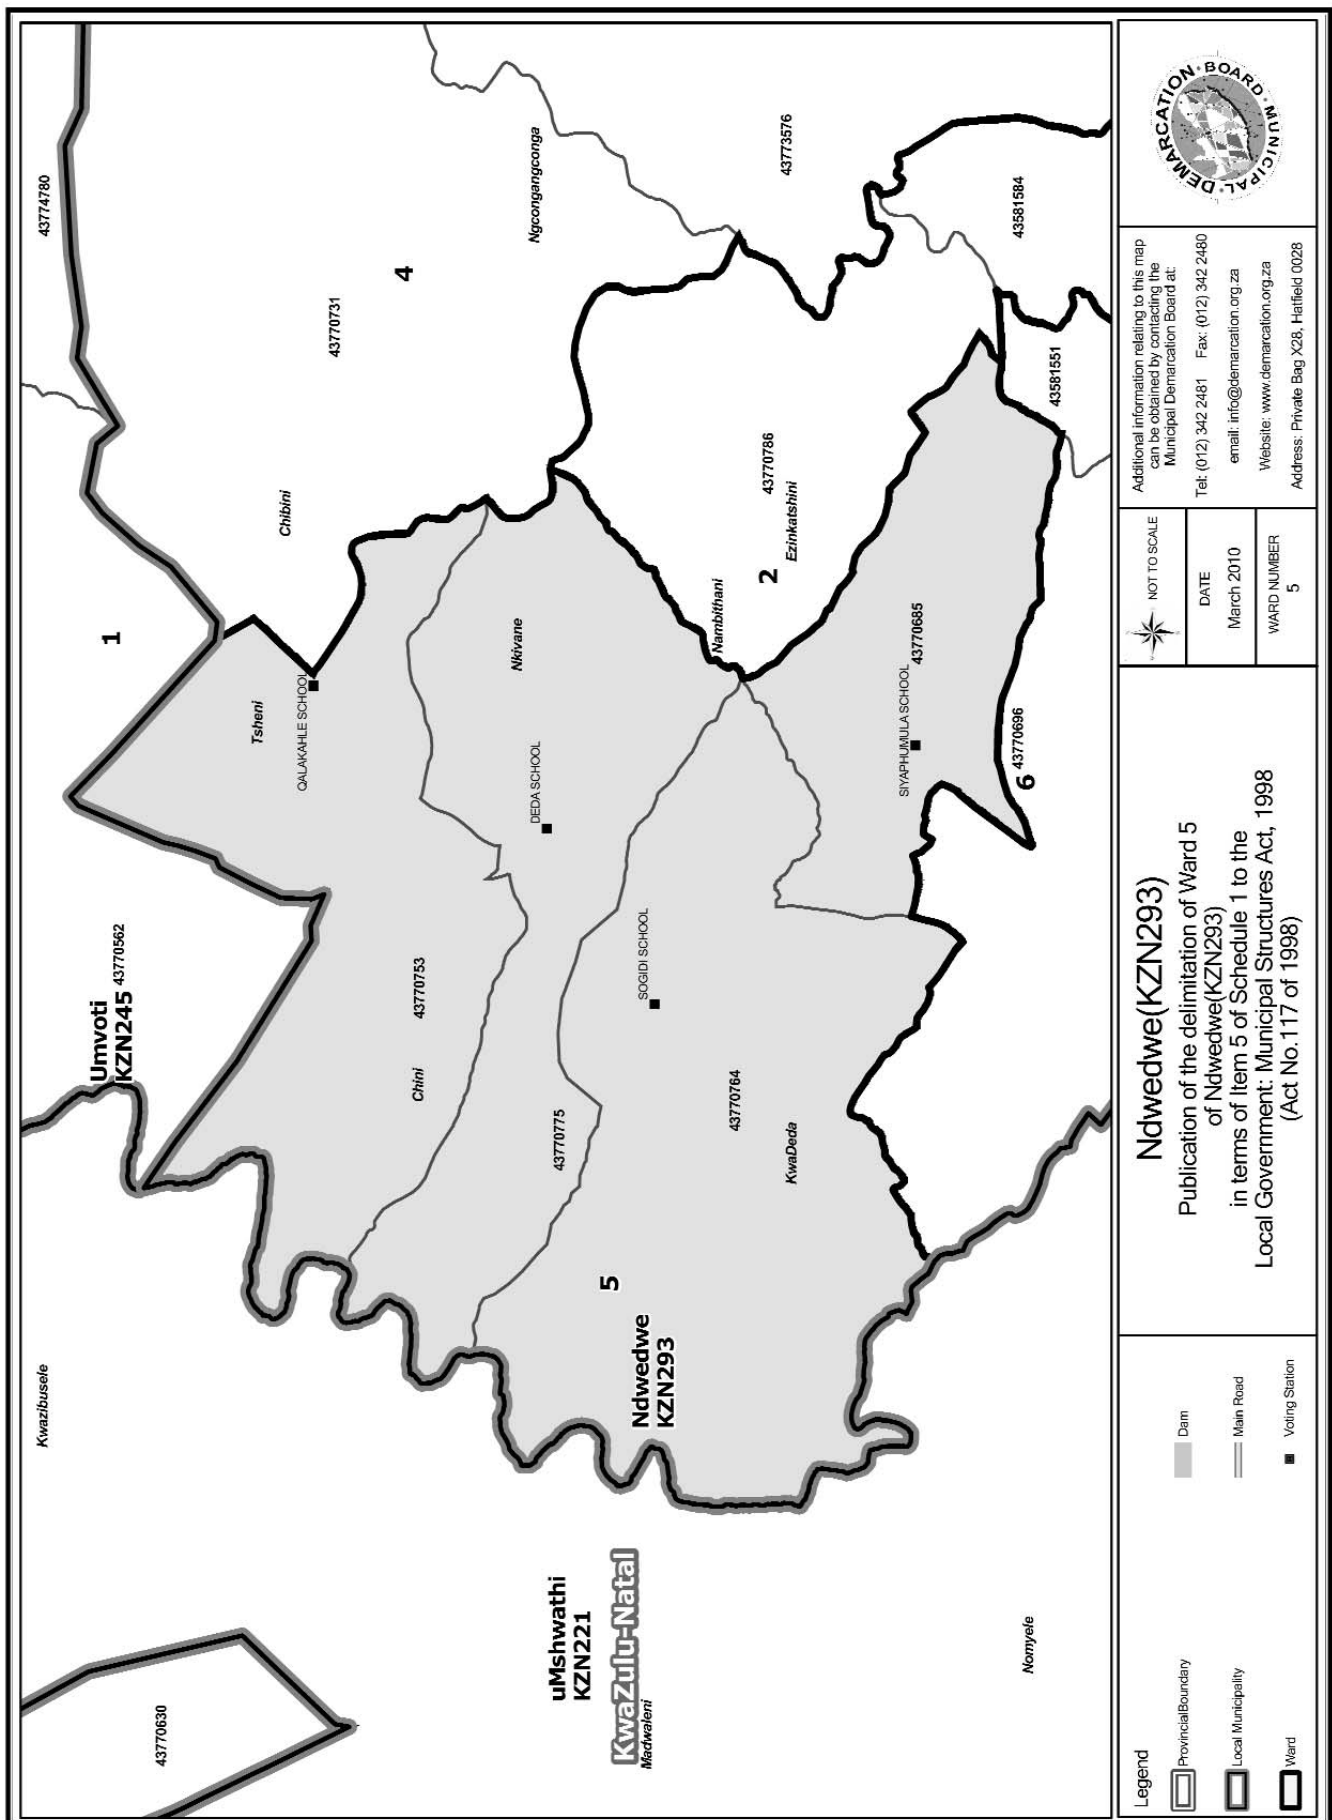 43774780
Ngcongangconga
43773576
43581584
4
43770731
1
Chibini
43770786
Ezinkatshini
2
Nambithani
43581551
Tsheni
QALAKAHLE SCHOOL
Nkivane
DEDA SCHOOL
SIYAPHUMULA SCHOOL
43770685
43770696
6
Umvoti
KZN245
43770562
43770753
Chini
SOGIDI SCHOOL
43770775
43770764
KwaDeda
5
Ndwedwe
KZN293
Kwazibusele
43770630
uMshwathi
KZN221
KwaZulu-Natal
Madwaleni
Nomyele
Legend
ProvincialBoundary
Local Municipality
Ward
Dam
Main Road
Voting Station
Ndwedwe(KZN293)
Publication of the delimitation of Ward 5
of Ndwedwe(KZN293)
in terms of Item 5 of Schedule 1 to the
Local Government: Municipal Structures Act, 1998
(Act No.117 of 1998)
NOT TO SCALE
DATE
March 2010
WARD NUMBER
5
Additional information relating to this map
can be obtained by contacting the
Municipal Demarcation Board at:
Tel: (012) 342 2481 Fax: (012) 342 2480
email: info@demarcation.org.za
Website: www.demarcation.org.za
Address: Private Bag X28, Hatfield 0028
MUNICIPAL DEMARCATION BOARD